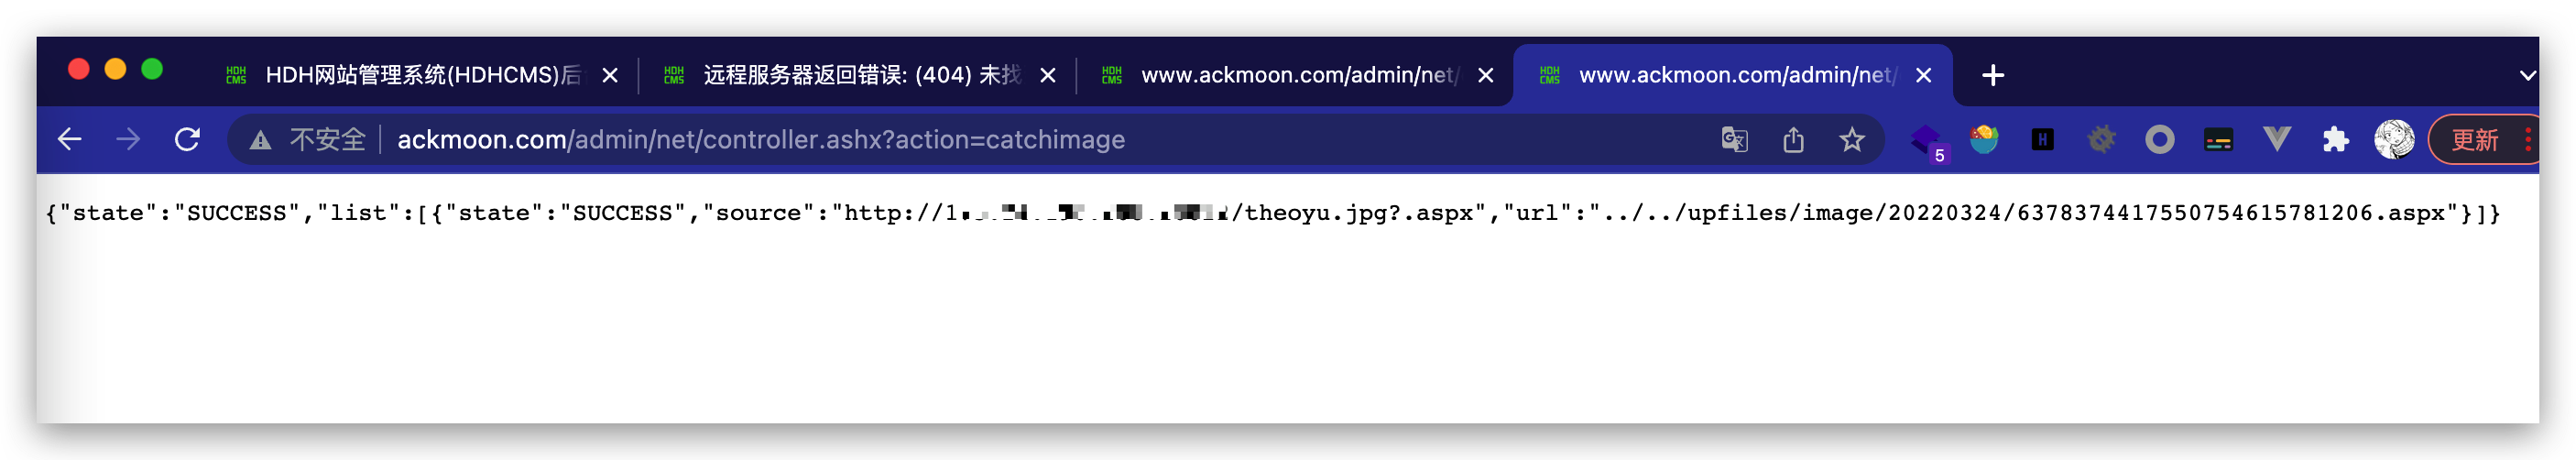 HDH CMS HDH网站管理系统(HDHCMS)后 HDH CMS 远程服务器返回错误: (404) 未找 HDH CMS www.ackmoon.com/admin/net/ HDH CMS www.ackmoon.com/admin/net/
不安全 ackmoon.com/admin/net/controller.ashx?action=catchimage 5 H 更新
{"state":"SUCCESS","list":[{"state":"SUCCESS","source":"http://1 /theoyu.jpg?.aspx","url":"../../upfiles/image/20220324/6378374417550754615781206.aspx"}]}